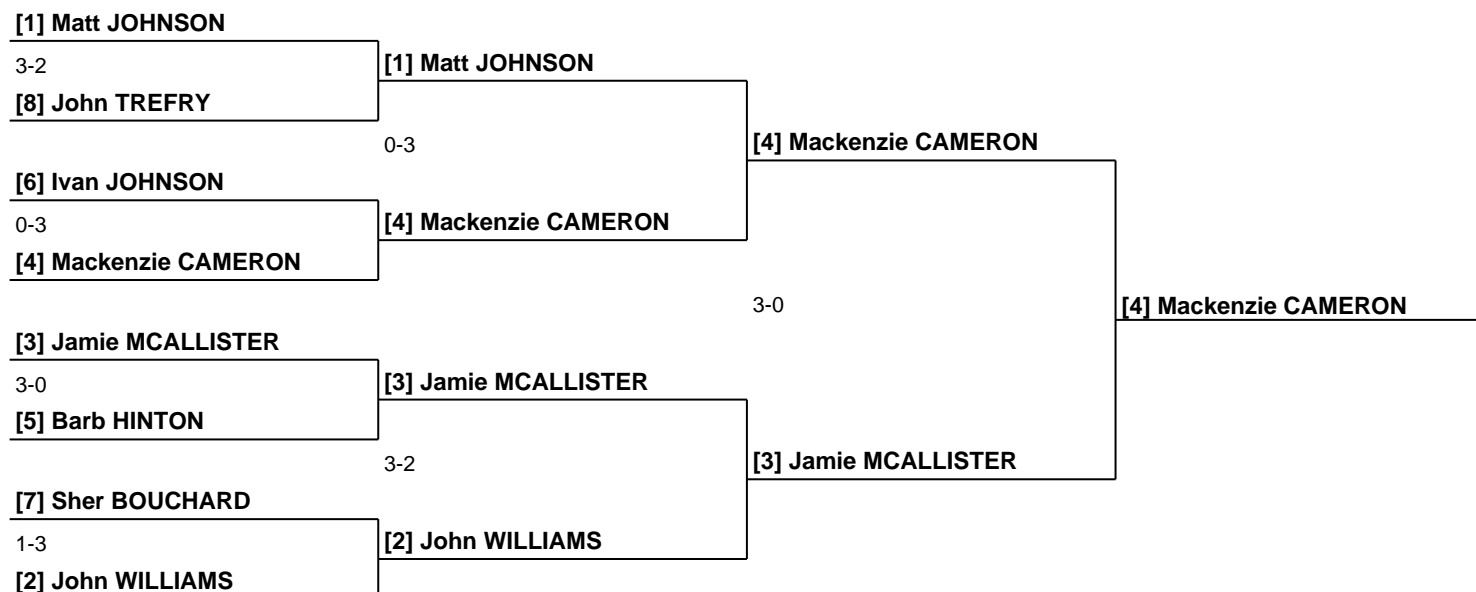 [1] Matt JOHNSON
3-2
[1] Matt JOHNSON
[8] John TREFRY
0-3
[4] Mackenzie CAMERON
[6] Ivan JOHNSON
0-3
[4] Mackenzie CAMERON
[4] Mackenzie CAMERON
3-0
[4] Mackenzie CAMERON
[3] Jamie MCALLISTER
3-0
[3] Jamie MCALLISTER
[5] Barb HINTON
3-2
[3] Jamie MCALLISTER
[7] Sher BOUCHARD
1-3
[2] John WILLIAMS
[2] John WILLIAMS